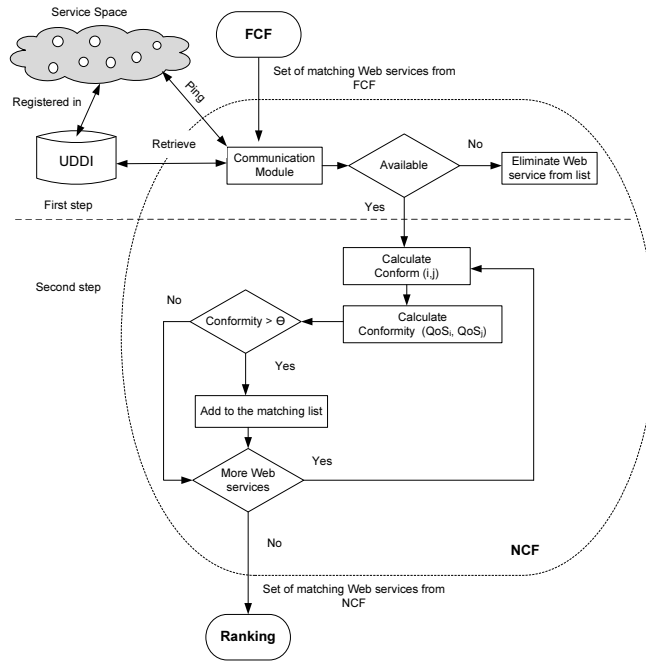 Service Space
FCF
Set of matching Web services from
FCF
Ping
Registered in
Retrieve
UDDI
Communication
Module
Available
No
Eliminate Web
service from list
First step
Yes
Second step
Calculate
Conform (i,j)
No
Conformity > Ɵ
Calculate
Conformity (QoSi, QoSj)
Yes
Add to the matching list
More Web
services
Yes
No
NCF
Set of matching Web services from
NCF
Ranking